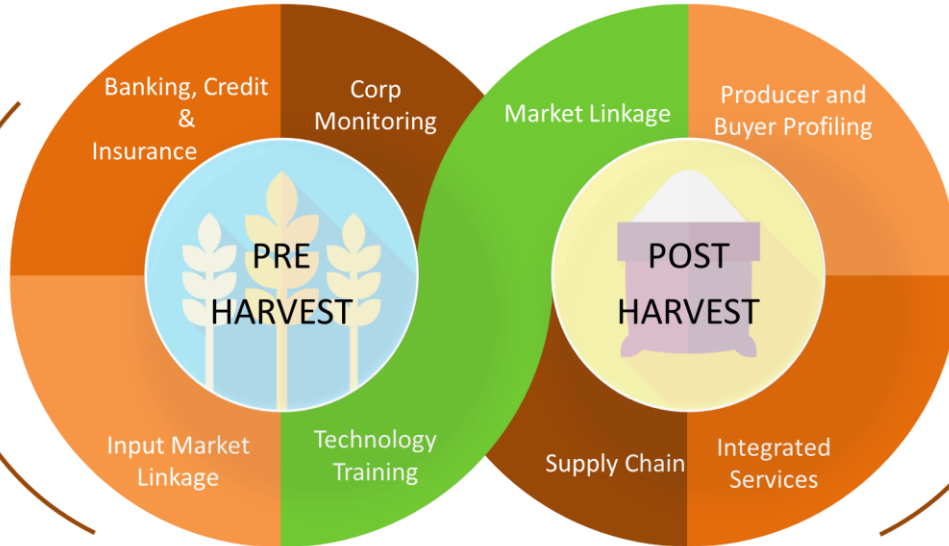 Banking, Credit
&
Insurance
Corp
Monitoring
Market Linkage
Producer and
Buyer Profiling
PRE
HARVEST
POST
HARVEST
Input Market
Linkage
Technology
Training
Supply Chain
Integrated
Services